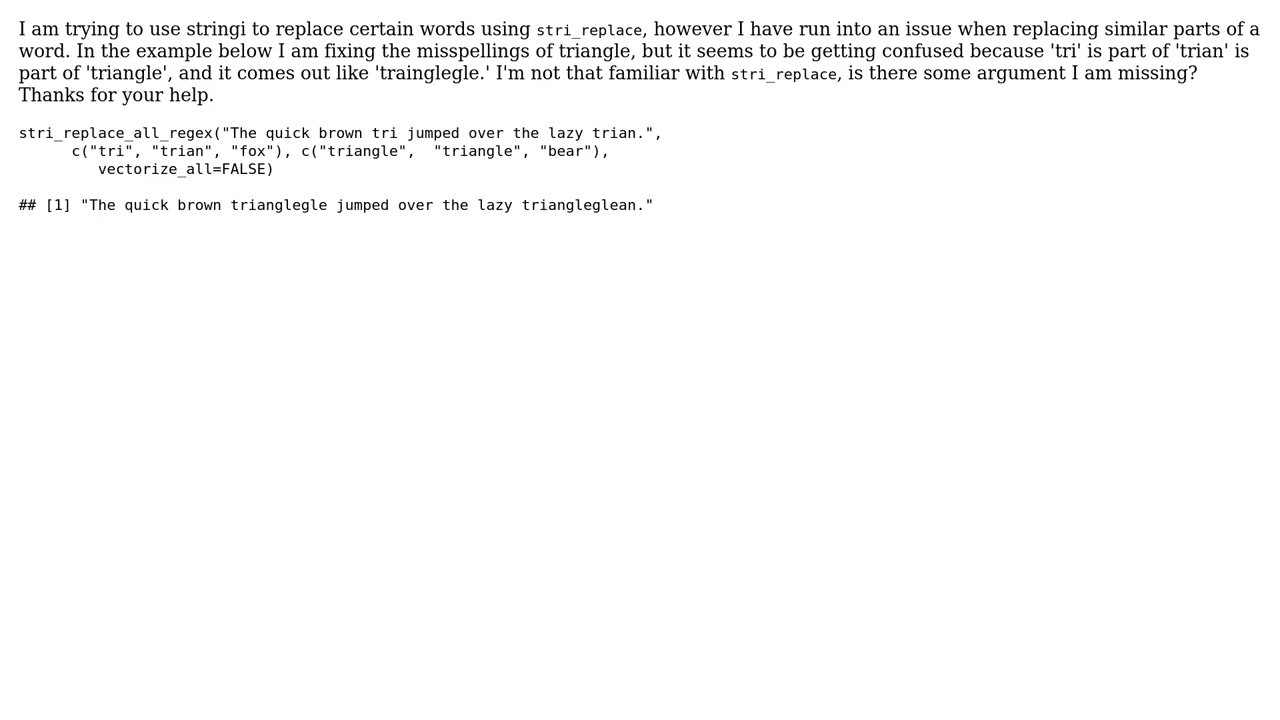 I am trying to use stringi to replace certain words using stri_replace, however I have run into an issue when replacing similar parts of a
word. In the example below I am fixing the misspellings of triangle, but it seems to be getting confused because 'tri' is part of 'trian' is
part of 'triangle', and it comes out like 'trainglegle.' I'm not that familiar with stri_replace, is there some argument I am missing?
Thanks for your help.
stri_replace_all_regex("The quick brown tri jumped over the lazy trian.",
      c("tri", "trian", "fox"), c("triangle",  "triangle", "bear"),
         vectorize_all=FALSE)
## [1] "The quick brown trianglegle jumped over the lazy triangleglean."